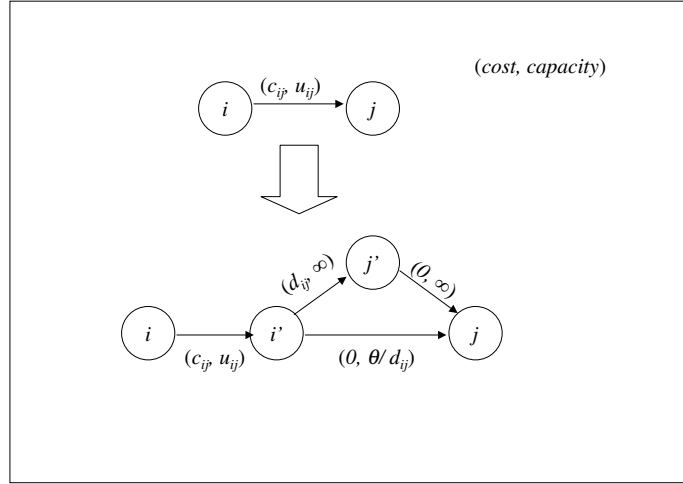 (cost, capacity)
(c_ij, u_ij)
i
j
j'
(d_ij, ∞)
(0, ∞)
i
i'
j
(c_ij, u_ij)
(0, θ/ d_ij)